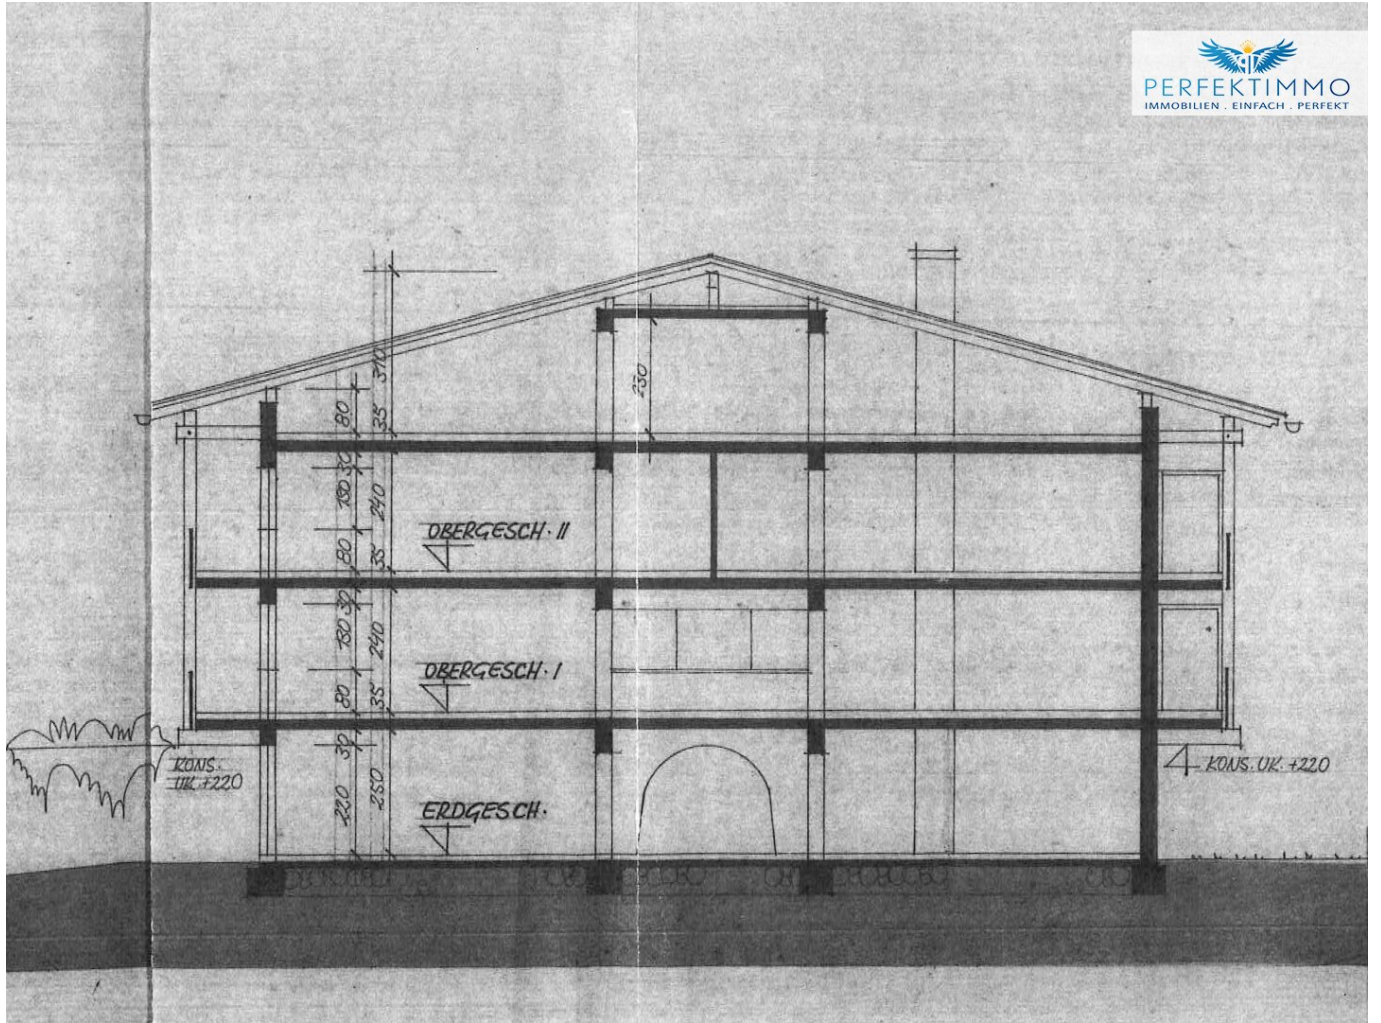 PERFEKTIMMO
IMMOBILIEN . EINFACH . PERFEKT
310
80
35
230
30
130
240
OBERGESCH. II
80
35
30
130
240
OBERGESCH. I
80
35
30
KONS.
UK.+220
KONS. UK. +220
220
250
ERDGESCH.